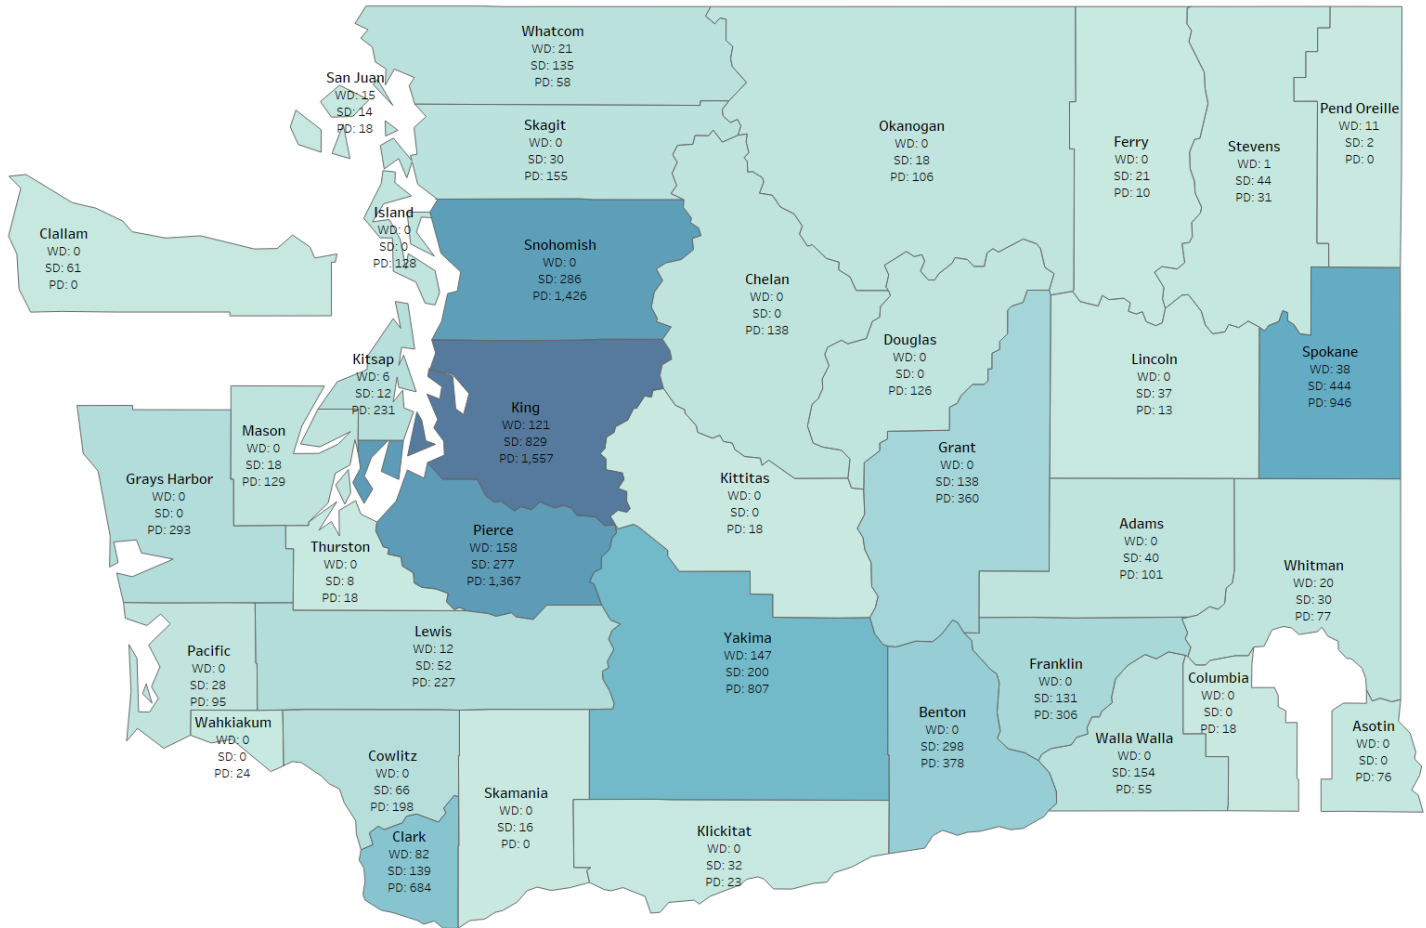 Whatcom
WD: 21
SD: 135
PD: 58
San Juan
WD: 15
SD: 14
PD: 18
Skagit
WD: 0
SD: 30
PD: 155
Okanogan
WD: 0
SD: 18
PD: 106
Ferry
WD: 0
SD: 21
PD: 10
Stevens
WD: 1
SD: 44
PD: 31
Pend Oreille
WD: 11
SD: 2
PD: 0
Clallam
WD: 0
SD: 61
PD: 0
Island
WD: 0
SD: 0
PD: 128
Snohomish
WD: 0
SD: 286
PD: 1,426
Chelan
WD: 0
SD: 0
PD: 138
Douglas
WD: 0
SD: 0
PD: 126
Lincoln
WD: 0
SD: 37
PD: 13
Spokane
WD: 38
SD: 444
PD: 946
Kitsap
WD: 6
SD: 12
PD: 231
King
WD: 121
SD: 829
PD: 1,557
Mason
WD: 0
SD: 18
PD: 129
Grays Harbor
WD: 0
SD: 0
PD: 293
Grant
WD: 0
SD: 138
PD: 360
Kittitas
WD: 0
SD: 0
PD: 18
Pierce
WD: 158
SD: 277
PD: 1,367
Thurston
WD: 0
SD: 8
PD: 18
Adams
WD: 0
SD: 40
PD: 101
Whitman
WD: 20
SD: 30
PD: 77
Lewis
WD: 12
SD: 52
PD: 227
Yakima
WD: 147
SD: 200
PD: 807
Pacific
WD: 0
SD: 28
PD: 95
Franklin
WD: 0
SD: 131
PD: 306
Columbia
WD: 0
SD: 0
PD: 18
Wahkiakum
WD: 0
SD: 0
PD: 24
Benton
WD: 0
SD: 298
PD: 378
Walla Walla
WD: 0
SD: 154
PD: 55
Asotin
WD: 0
SD: 0
PD: 76
Cowlitz
WD: 0
SD: 66
PD: 198
Skamania
WD: 0
SD: 16
PD: 0
Clark
WD: 82
SD: 139
PD: 684
Klickitat
WD: 0
SD: 32
PD: 23